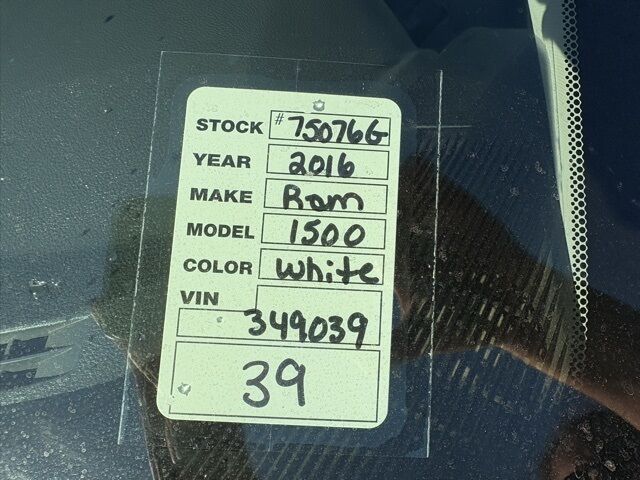 STOCK #75076G
YEAR 2016
MAKE Ram
MODEL 1500
COLOR White
VIN
349039
39